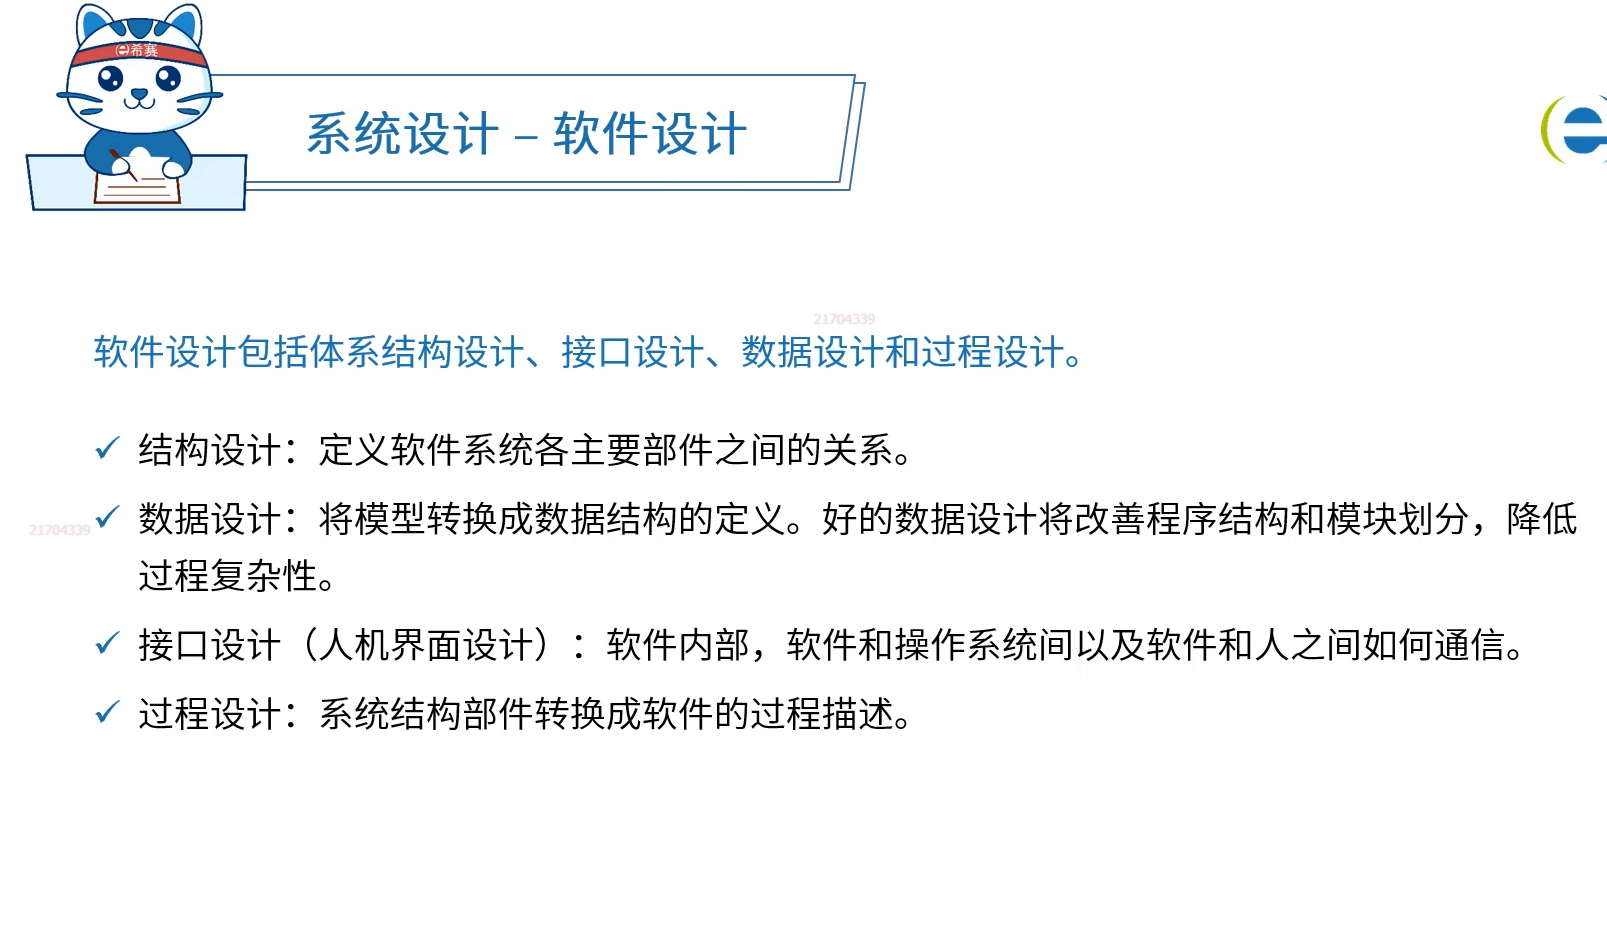 希赛
系统设计 – 软件设计
21704339
软件设计包括体系结构设计、接口设计、数据设计和过程设计。
结构设计：定义软件系统各主要部件之间的关系。
21704339
数据设计：将模型转换成数据结构的定义。好的数据设计将改善程序结构和模块划分，降低
过程复杂性。
接口设计（人机界面设计）：软件内部，软件和操作系统间以及软件和人之间如何通信。
过程设计：系统结构部件转换成软件的过程描述。